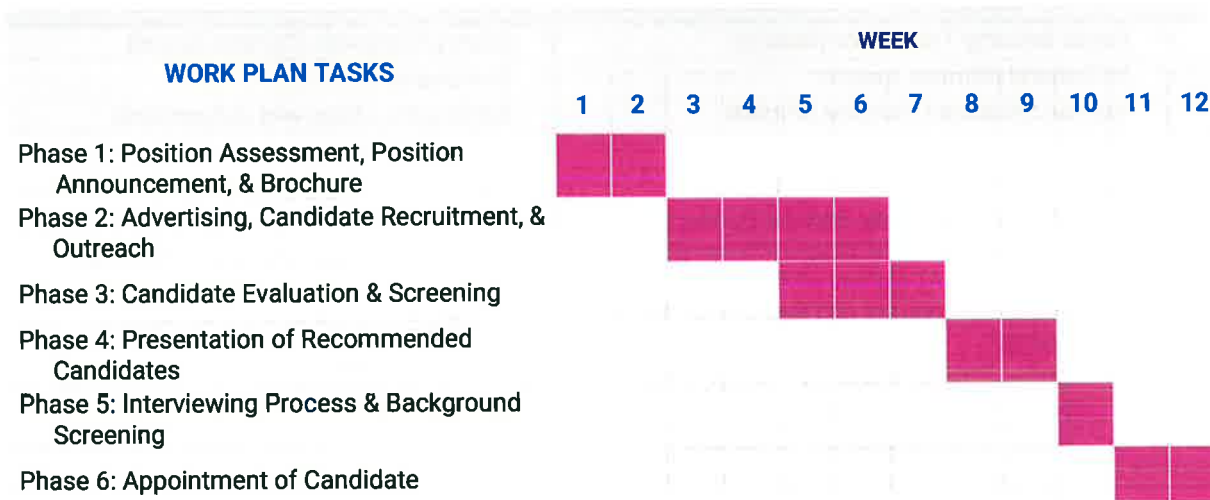 WEEK
WORK PLAN TASKS
1 2 3 4 5 6 7 8 9 10 11 12
Phase 1: Position Assessment, Position
Announcement, & Brochure
Phase 2: Advertising, Candidate Recruitment, &
Outreach
Phase 3: Candidate Evaluation & Screening
Phase 4: Presentation of Recommended
Candidates
Phase 5: Interviewing Process & Background
Screening
Phase 6: Appointment of Candidate